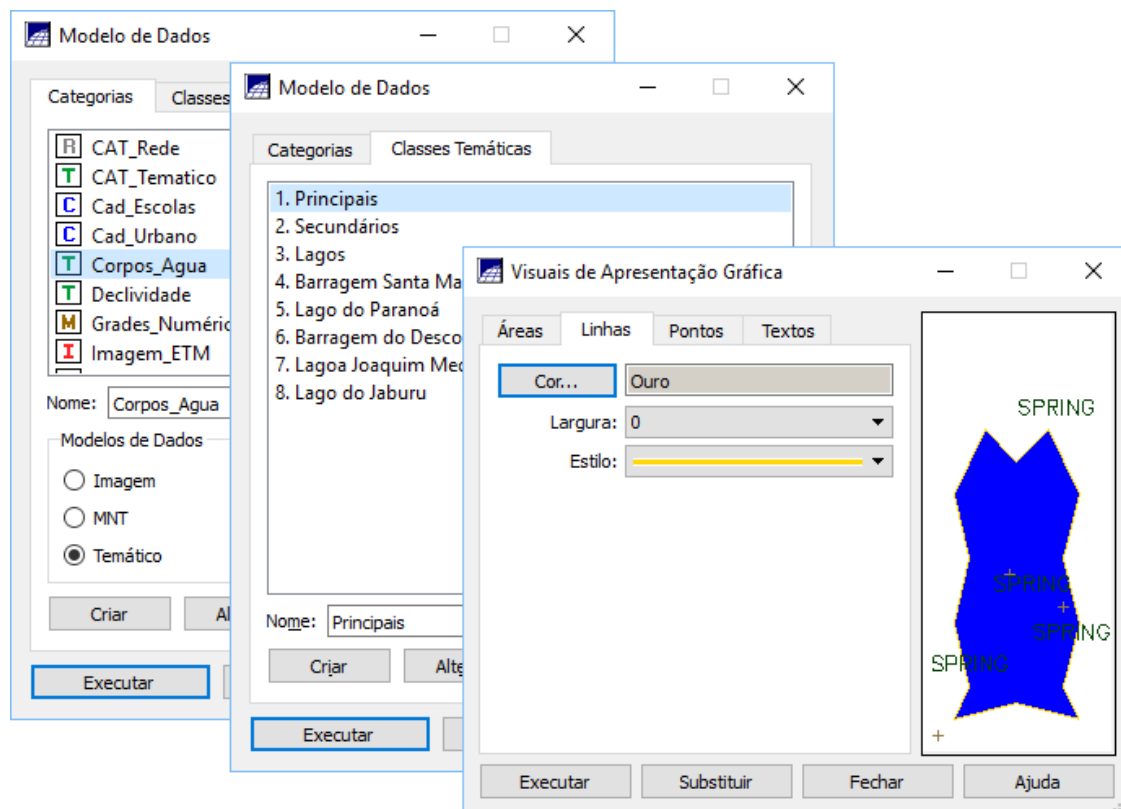 Modelo de Dados
Categorias
Classes
R CAT_Rede
T CAT_Tematico
C Cad_Escolas
C Cad_Urbano
T Corpos_Agua
T Declividade
M Grades_Numéric
I Imagem_ETM
Nome: Corpos_Agua
Modelos de Dados
Imagem
MNT
Temático
Criar
Al
Executar
Modelo de Dados
Categorias
Classes Temáticas
1. Principais
2. Secundários
3. Lagos
4. Barragem Santa Ma
5. Lago do Paranoá
6. Barragem do Desco
7. Lagoa Joaquim Med
8. Lago do Jaburu
Nome: Principais
Criar
Alte
Executar
Visuais de Apresentação Gráfica
Áreas
Linhas
Pontos
Textos
Cor... Ouro
Largura: 0
Estilo:
SPRING
SPRING
SPRING
SPRING
Executar
Substituir
Fechar
Ajuda